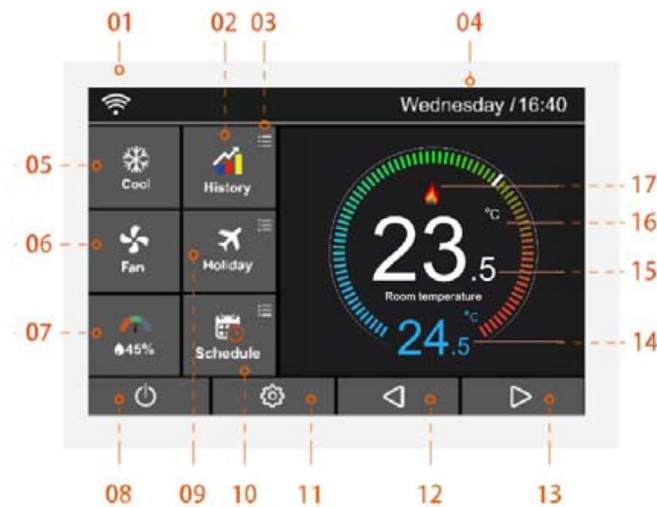 01 02 03 04
Wednesday / 16:40
05 Cool History 17
°C 16
06 Fan Holiday 23.5 15
Room temperature
°C
07 45% Schedule 24.5 14
08 09 10 11 12 13